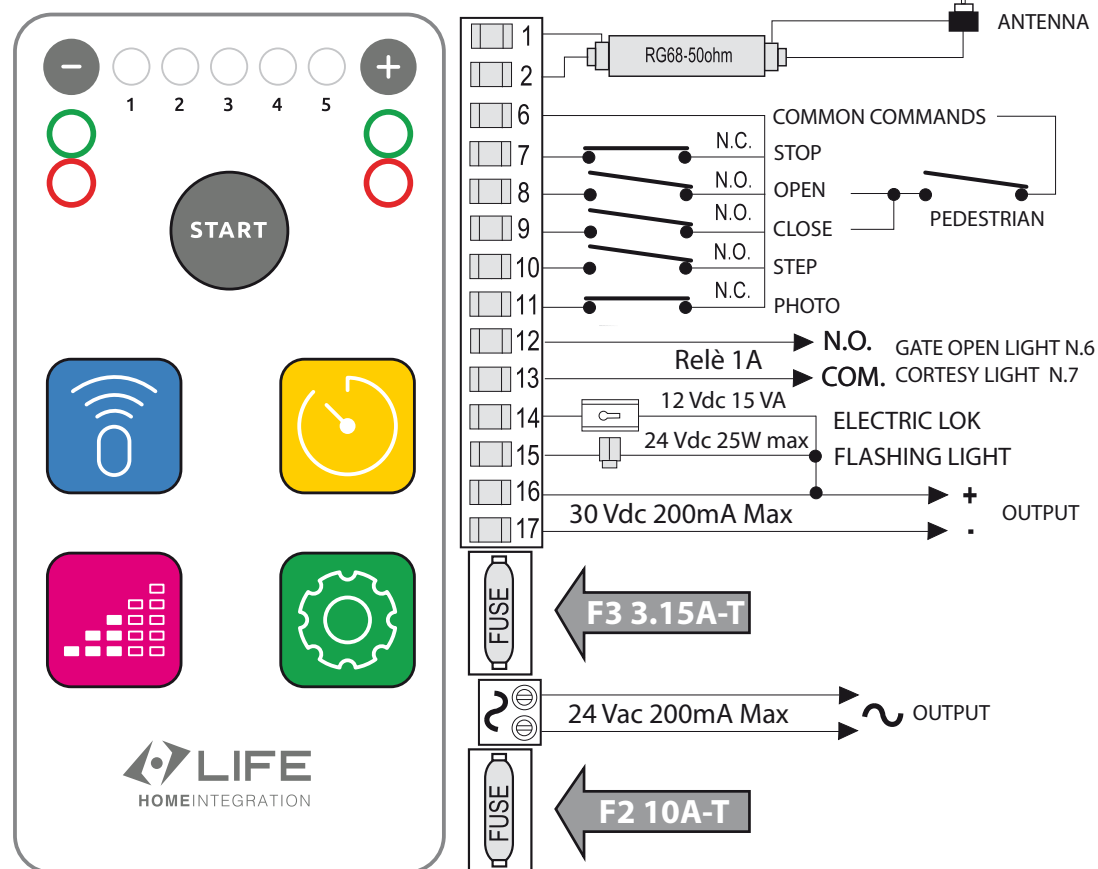 −
+
1 2 3 4 5
START
LIFE
HOMEINTEGRATION
1
2
6
7
8
9
10
11
12
13
14
15
16
17
RG68-50ohm
ANTENNA
COMMON COMMANDS
N.C. STOP
N.O. OPEN
PEDESTRIAN
N.O. CLOSE
N.O. STEP
N.C. PHOTO
N.O. GATE OPEN LIGHT N.6
Relè 1A
COM. CORTESY LIGHT N.7
12 Vdc 15 VA
ELECTRIC LOK
24 Vdc 25W max
FLASHING LIGHT
+
OUTPUT
30 Vdc 200mA Max
-
FUSE
F3 3.15A-T
24 Vac 200mA Max
OUTPUT
FUSE
F2 10A-T